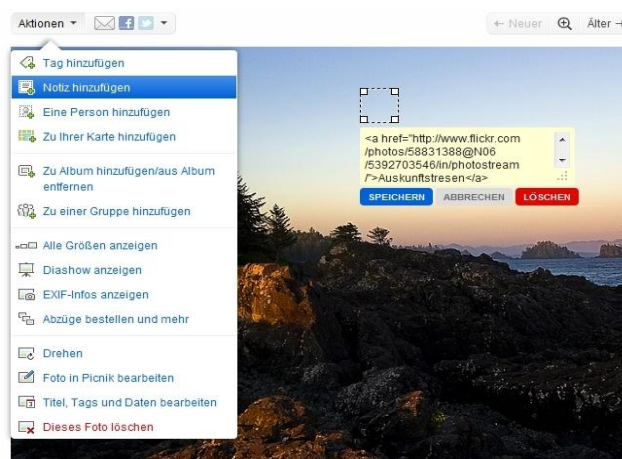 Aktionen
← Neuer
Älter →
Tag hinzufügen
Notiz hinzufügen
Eine Person hinzufügen
Zu Ihrer Karte hinzufügen
Zu Album hinzufügen/aus Album
entfernen
Zu einer Gruppe hinzufügen
Alle Größen anzeigen
Diashow anzeigen
EXIF-Infos anzeigen
Abzüge bestellen und mehr
Drehen
Foto in Picnik bearbeiten
Titel, Tags und Daten bearbeiten
Dieses Foto löschen
<a href="http://www.flickr.com
/photos/58831388@N06
/5392703546/in/photostream
/">Auskunftstresen</a>
SPEICHERN ABBRECHEN LÖSCHEN